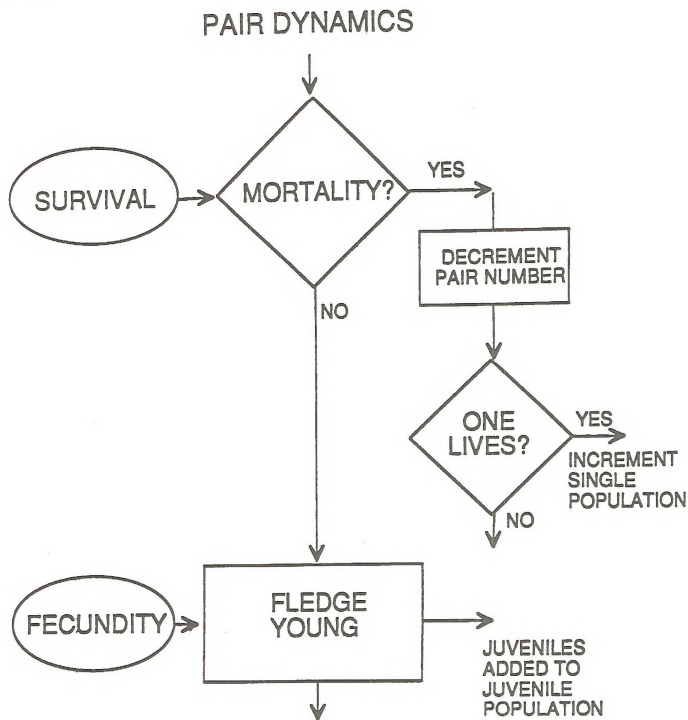 PAIR DYNAMICS
SURVIVAL
MORTALITY?
YES
DECREMENT
PAIR NUMBER
NO
ONE
LIVES?
YES
INCREMENT
SINGLE
POPULATION
NO
FECUNDITY
FLEDGE
YOUNG
JUVENILES
ADDED TO
JUVENILE
POPULATION